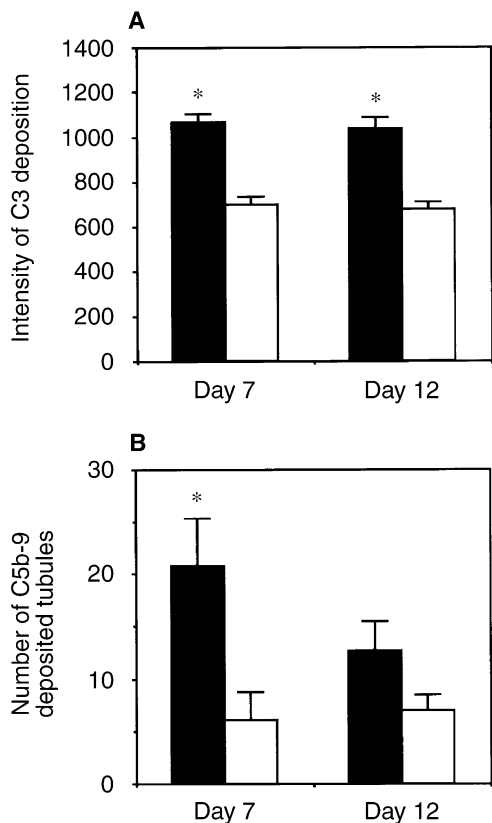 A
Intensity of C3 deposition
1400
1200
1000
800
600
400
200
0
*
*
Day 7
Day 12
B
Number of C5b-9
deposited tubules
30
20
10
0
*
Day 7
Day 12